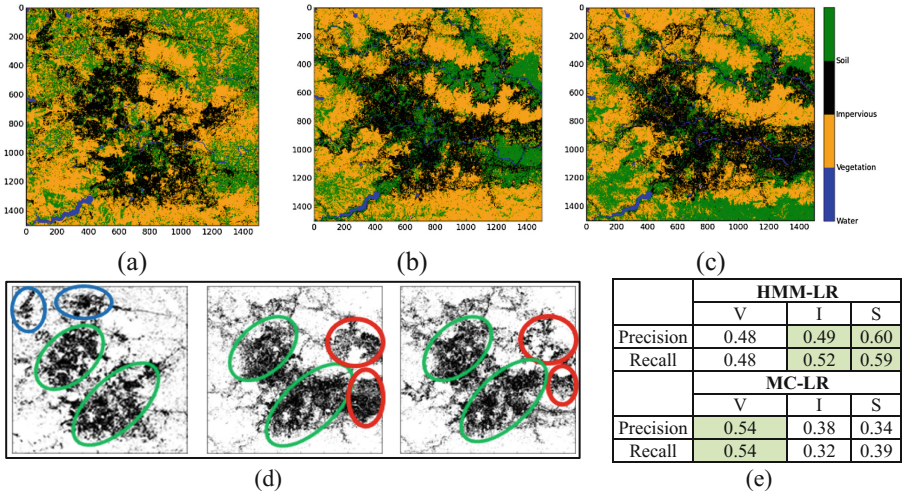 0
200
400
600
800
1000
1200
1400
0 200 400 600 800 1000 1200 1400
(a)
0
200
400
600
800
1000
1200
1400
0 200 400 600 800 1000 1200 1400
(b)
0
200
400
600
800
1000
1200
1400
0 200 400 600 800 1000 1200 1400
(c)
Soil
Impervious
Vegetation
Water
(d)
HMM-LR
V I S
Precision 0.48 0.49 0.60
Recall 0.48 0.52 0.59
MC-LR
V I S
Precision 0.54 0.38 0.34
Recall 0.54 0.32 0.39
(e)